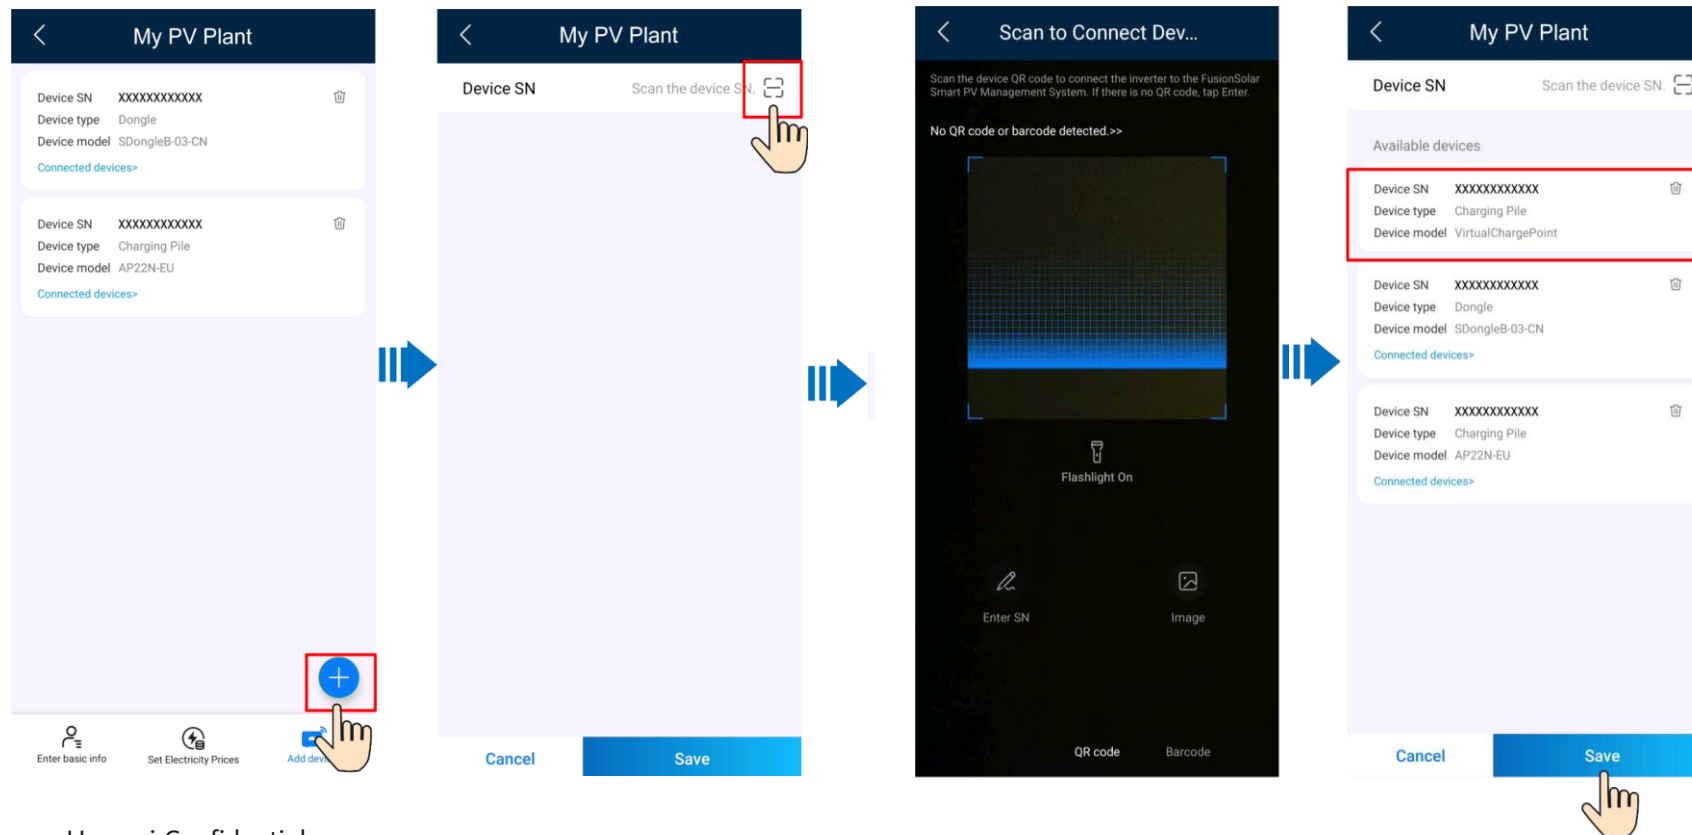 My PV Plant
Device SN XXXXXXXXXXXX
Device type Dongle
Device model SDongleB-03-CN
Connected devices>
Device SN XXXXXXXXXXXX
Device type Charging Pile
Device model AP22N-EU
Connected devices>
Enter basic info
Set Electricity Prices
Add
My PV Plant
Device SN Scan the device SN.
Cancel
Save
Scan to Connect Dev...
Scan the device QR code to connect the inverter to the FusionSolar
Smart PV Management System. If there is no QR code, tap Enter.
No QR code or barcode detected.>>
Flashlight On
Enter SN
Image
QR code
Barcode
My PV Plant
Device SN Scan the device SN.
Available devices
Device SN XXXXXXXXXXXX
Device type Charging Pile
Device model VirtualChargePoint
Device SN XXXXXXXXXXXX
Device type Dongle
Device model SDongleB-03-CN
Connected devices>
Device SN XXXXXXXXXXXX
Device type Charging Pile
Device model AP22N-EU
Connected devices>
Cancel
Save
Huawei Confidential